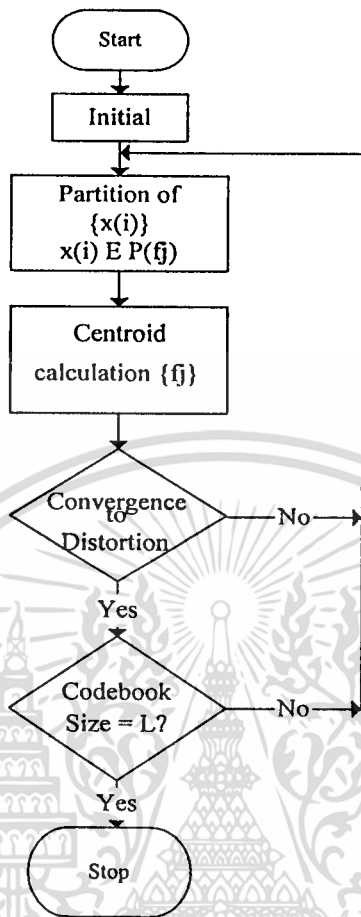 Start
Initial
Partition of
{x(i)}
x(i) E P(fj)
Centroid
calculation {fj}
Convergence
to
Distortion
No
Yes
Codebook
Size = L?
No
Yes
Stop